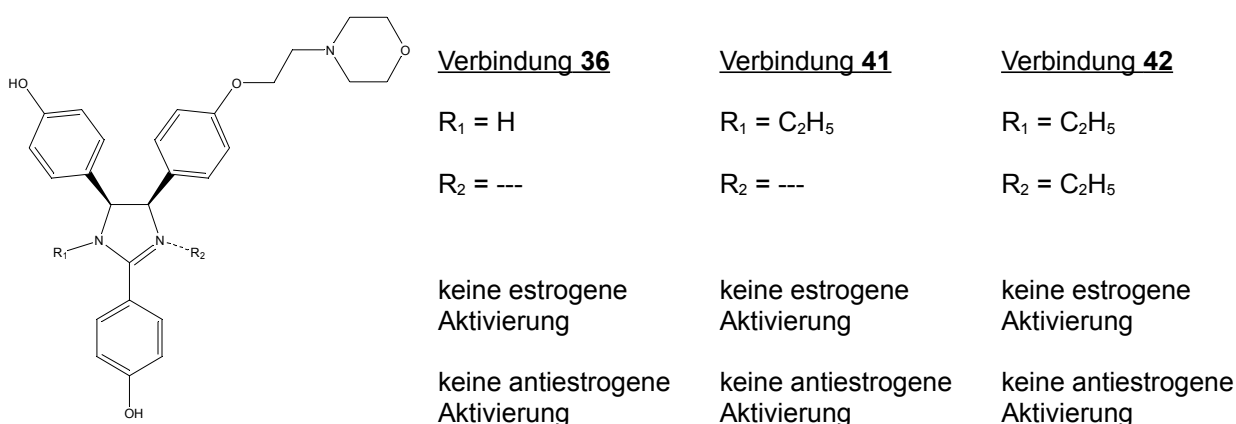 HO
N
O
O
Verbindung 36 Verbindung 41 Verbindung 42
R₁ = H R₁ = C₂H₅ R₁ = C₂H₅
R₂ = --- R₂ = --- R₂ = C₂H₅
R₁ N N R₂
keine estrogene keine estrogene keine estrogene
Aktivierung Aktivierung Aktivierung
keine antiestrogene keine antiestrogene keine antiestrogene
Aktivierung Aktivierung Aktivierung
OH